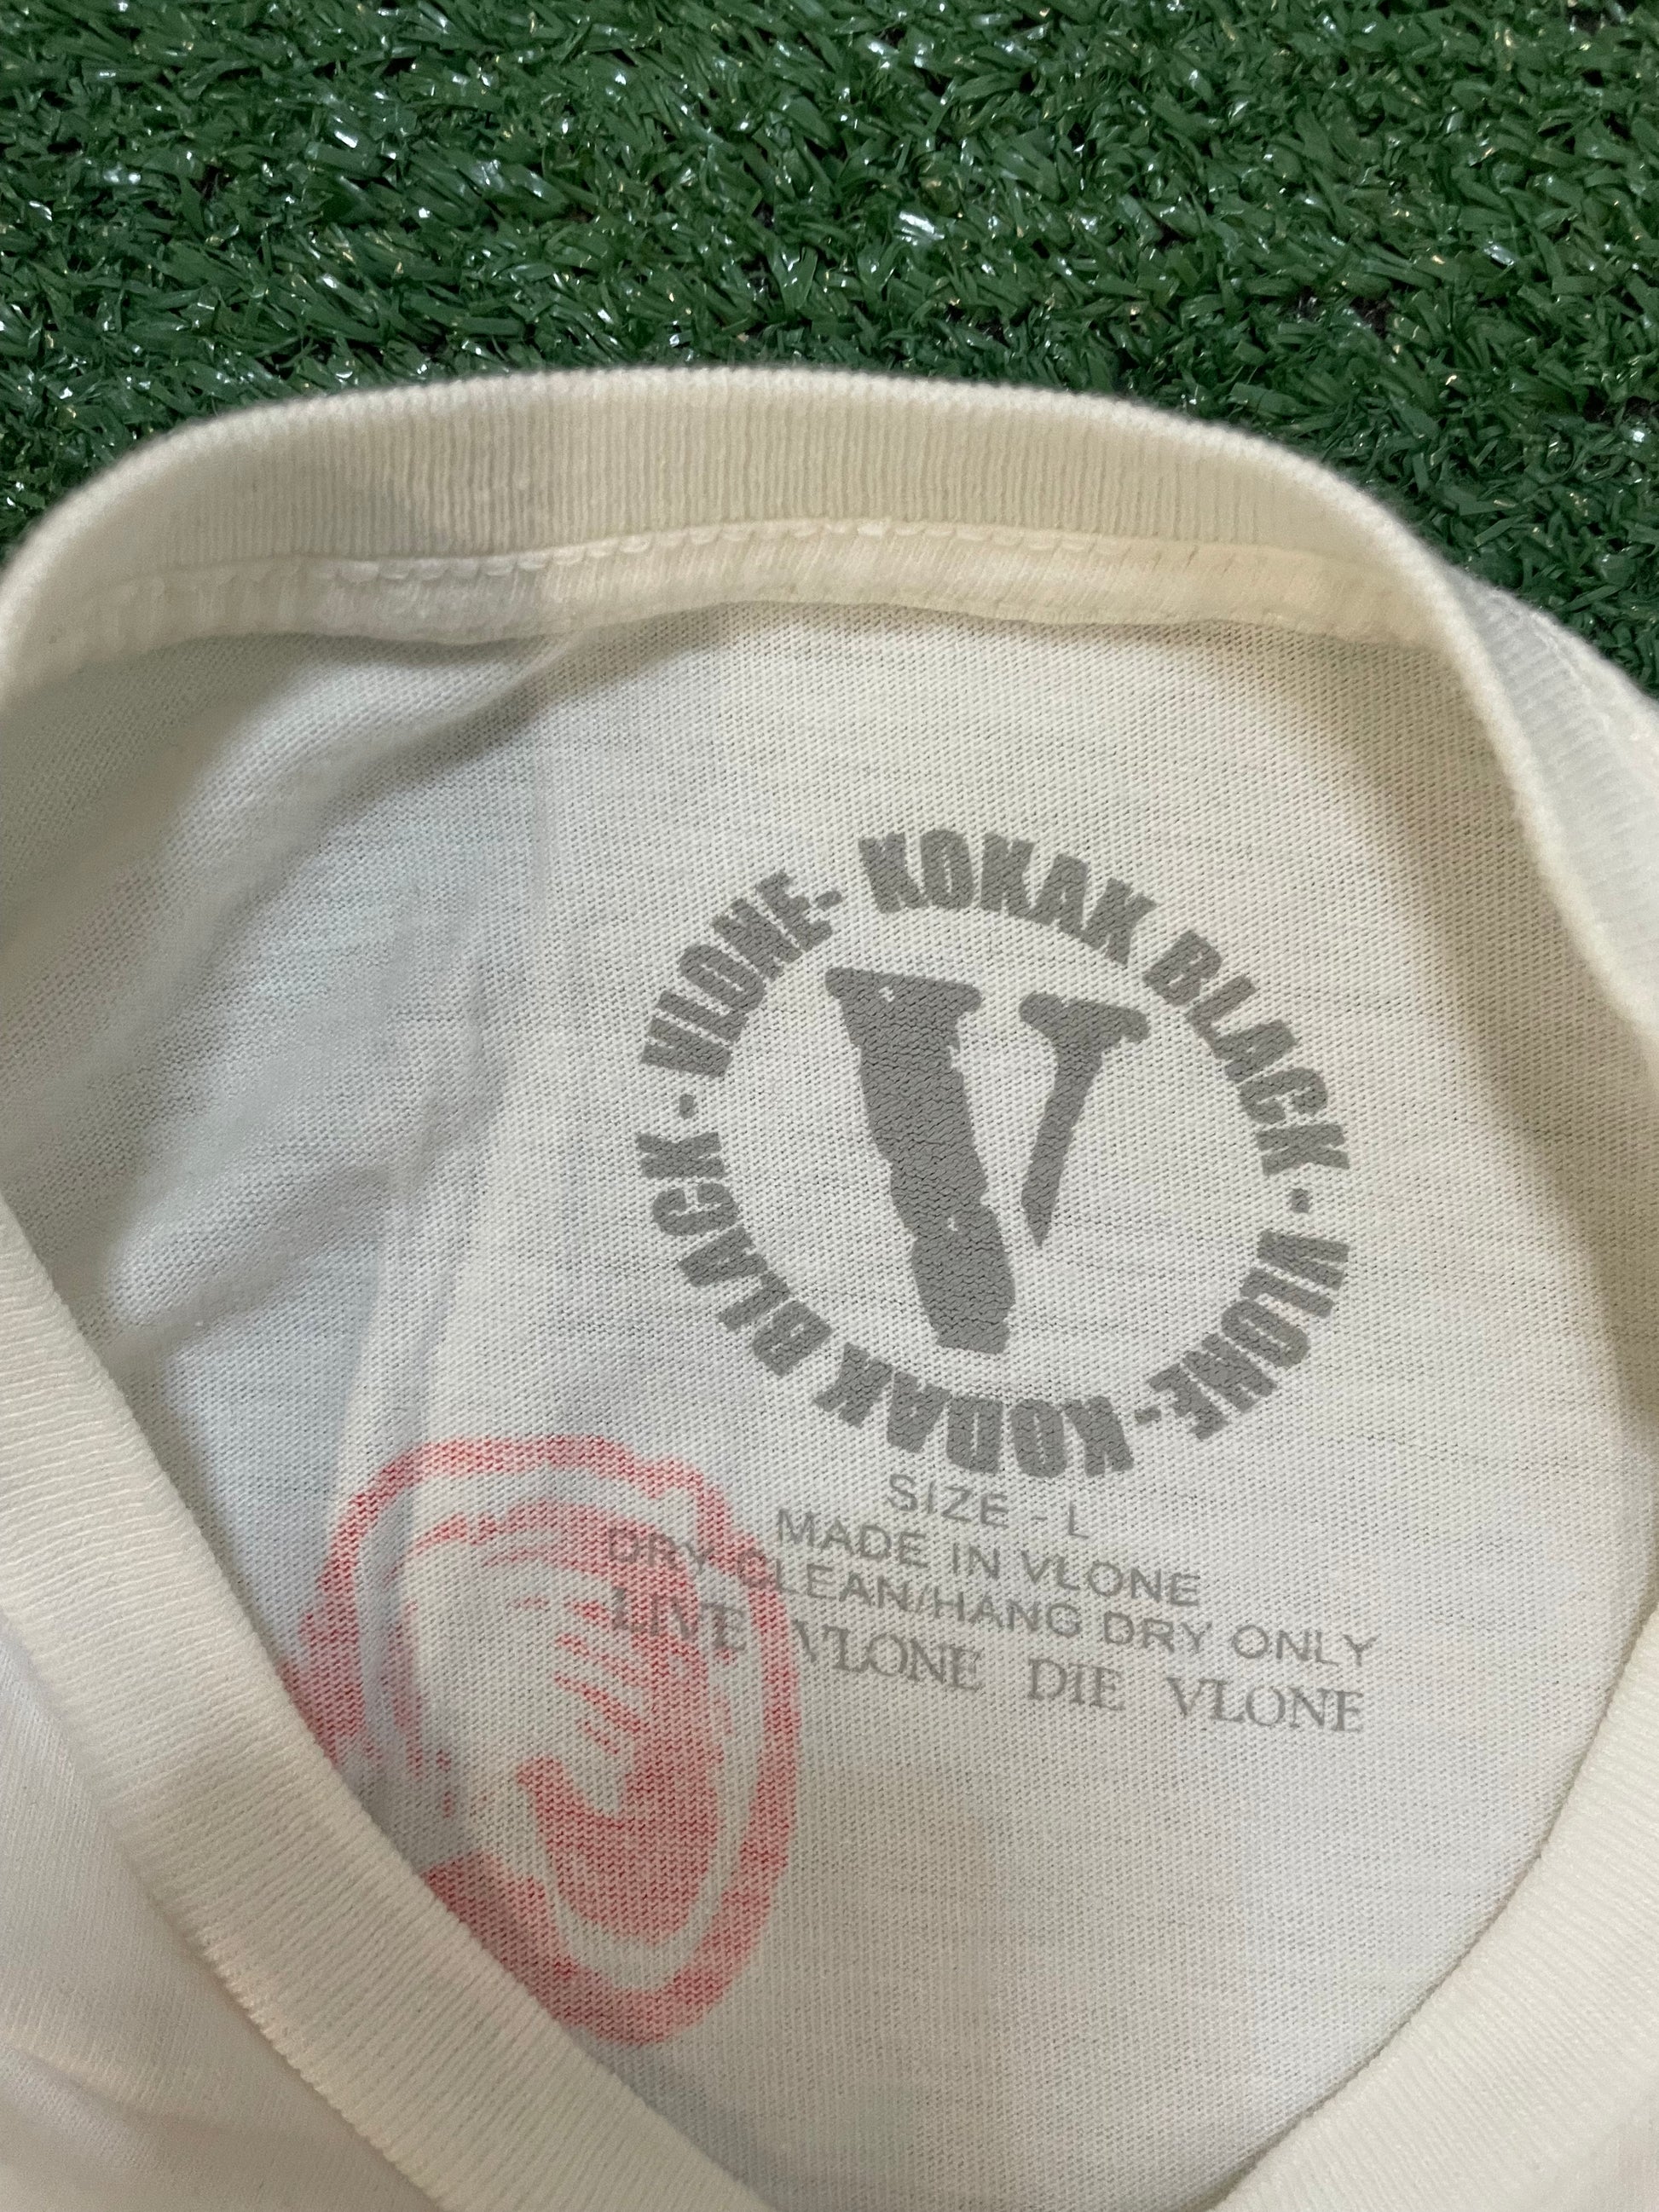 VLONE- KOKAK BLACK - VLONE- KODAK BLACK -
V
SIZE - L
MADE IN VLONE
DRY CLEAN/HANG DRY ONLY
LIVE VLONE DIE VLONE